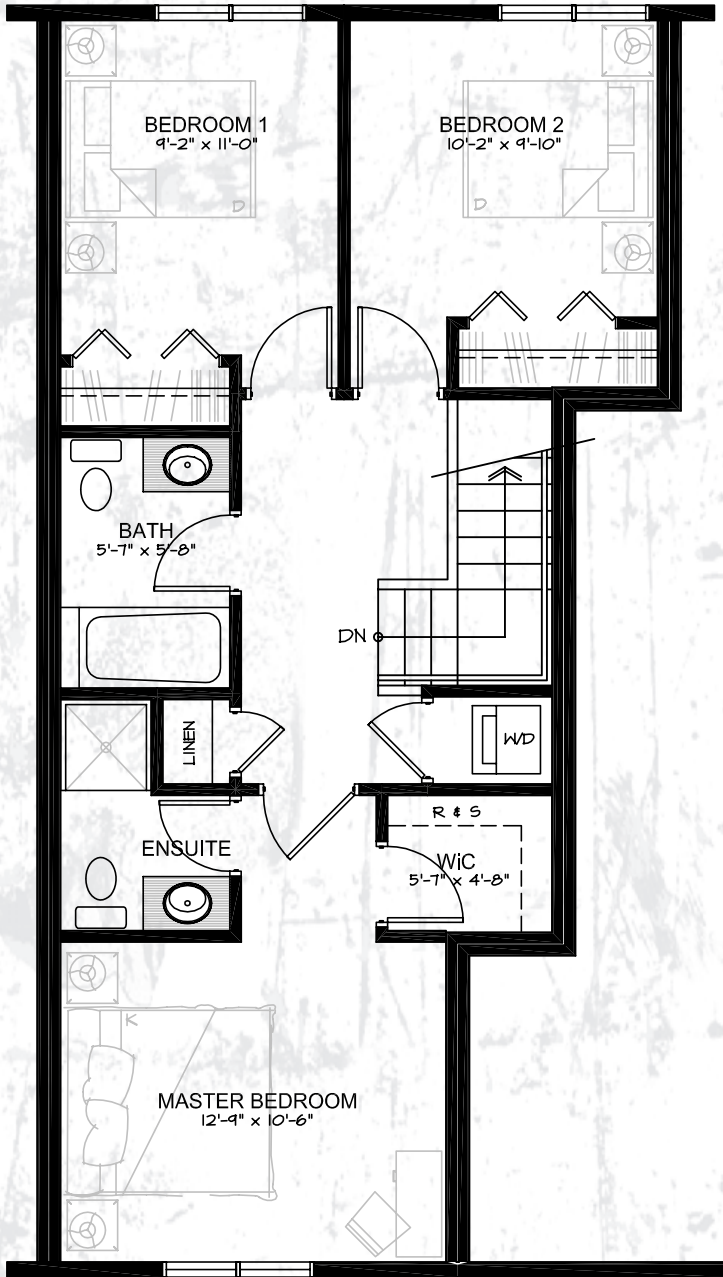 BEDROOM 1
9'-2" x 11'-0"
BEDROOM 2
10'-2" x 9'-10"
D
D
BATH
5'-7" x 5'-8"
DN
LINEN
W/D
R & S
ENSUITE
WiC
5'-7" x 4'-8"
K
MASTER BEDROOM
12'-9" x 10'-6"